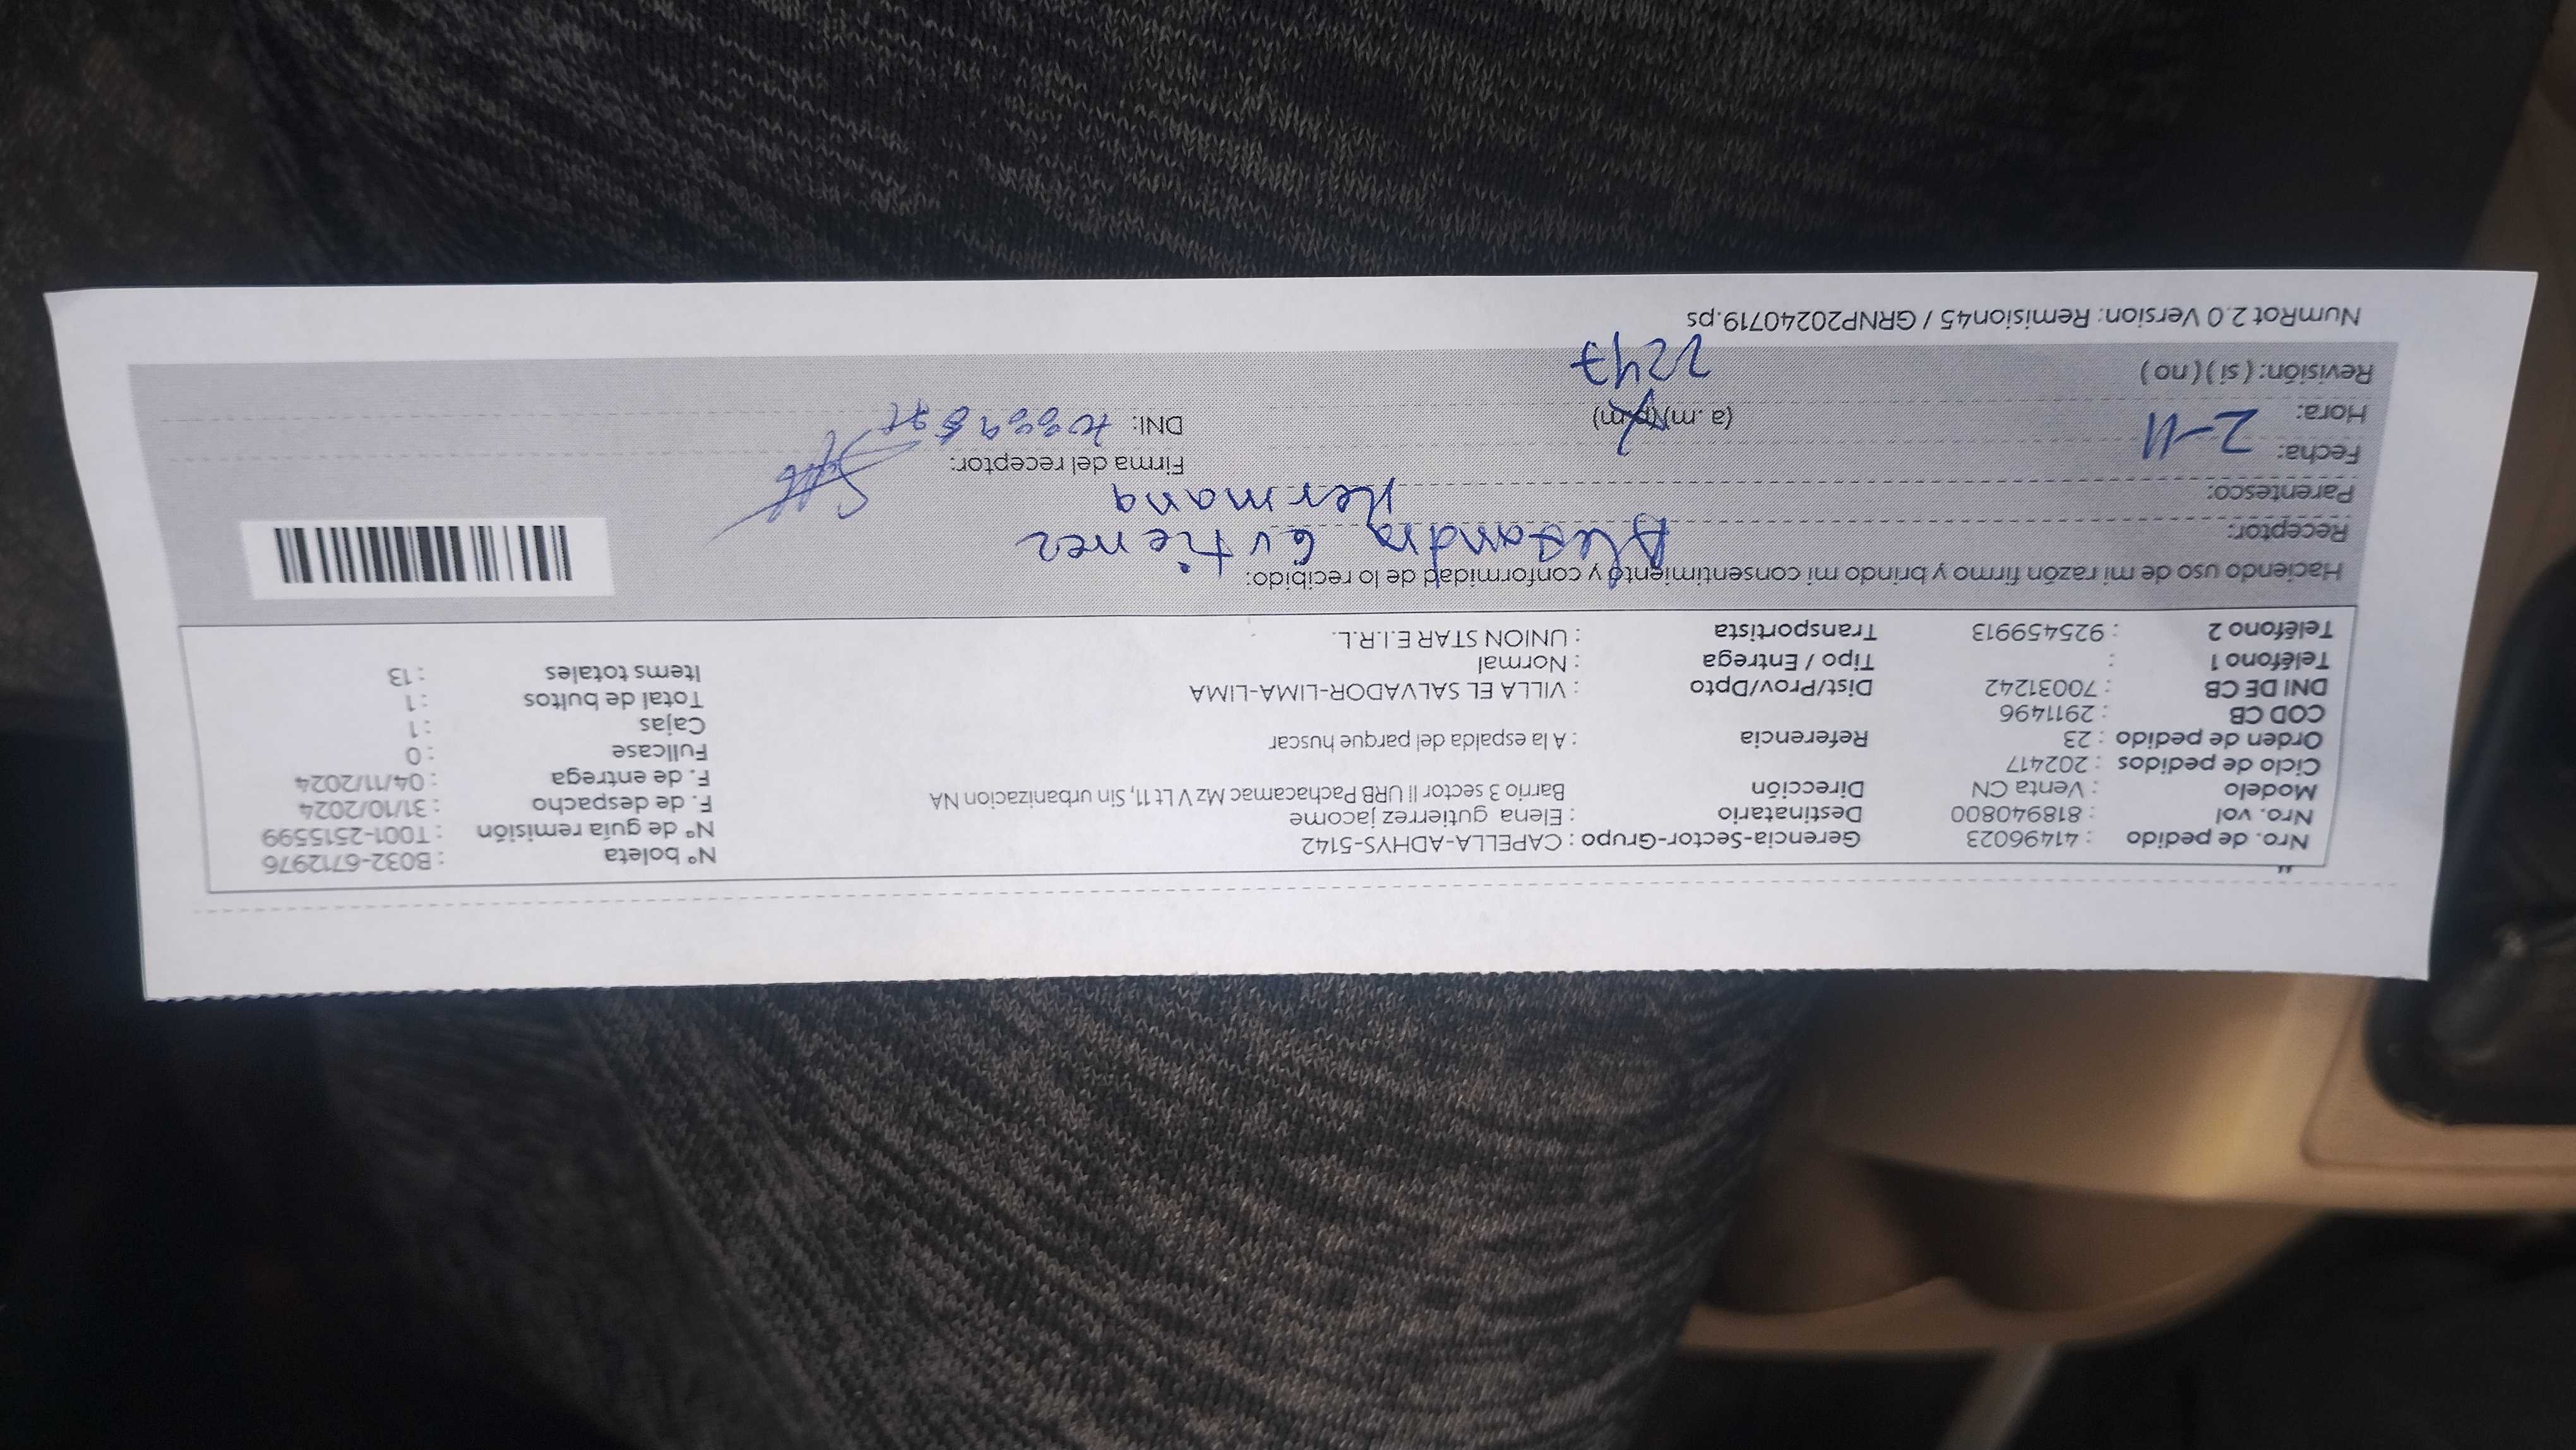 Nro. de pedido : 41496023 Gerencia-Sector-Grupo : CAPELLA-ADHYS-5142 N° boleta : B032-6712976
Nro. vol : 818940800 Destinatario : Elena gutierrez jacome N° de guía remisión : T001-2515599
Modelo : Venta CN Dirección Barrio 3 sector II URB Pachacamac Mz V Lt 11, Sin urbanizacion NA F. de despacho : 31/10/2024
Ciclo de pedidos : 202417 F. de entrega : 04/11/2024
Orden de pedido : 23 Referencia : A la espalda del parque huscar Fullcase : 0
COD CB : 2911496 Cajas : 1
DNI DE CB : 70031242 Dist/Prov/Dpto : VILLA EL SALVADOR-LIMA-LIMA Total de bultos : 1
Teléfono 1 : Tipo / Entrega : Normal Items totales : 13
Teléfono 2 : 925459913 Transportista : UNION STAR E.I.R.L.
Haciendo uso de mi razón firmo y brindo mi consentimiento y conformidad de lo recibido:
Receptor: Alexandra
Parentesco: Hermana
Fecha: 2-11 Firma del receptor:
Hora: (a. m) (p.m) DNI:
Revisión: ( si ) ( no ) 2247
NumRot 2.0 Version: Remision45 / GRNP20240719.ps